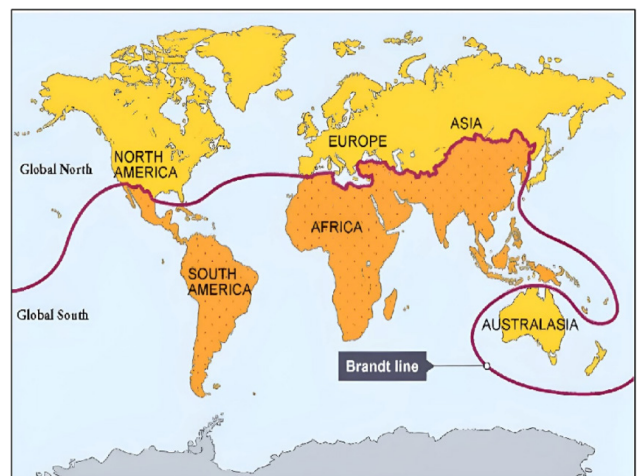 EUROPE
ASIA
Global North
NORTH
AMERICA
AFRICA
SOUTH
AMERICA
Global South
AUSTRALASIA
Brandt line